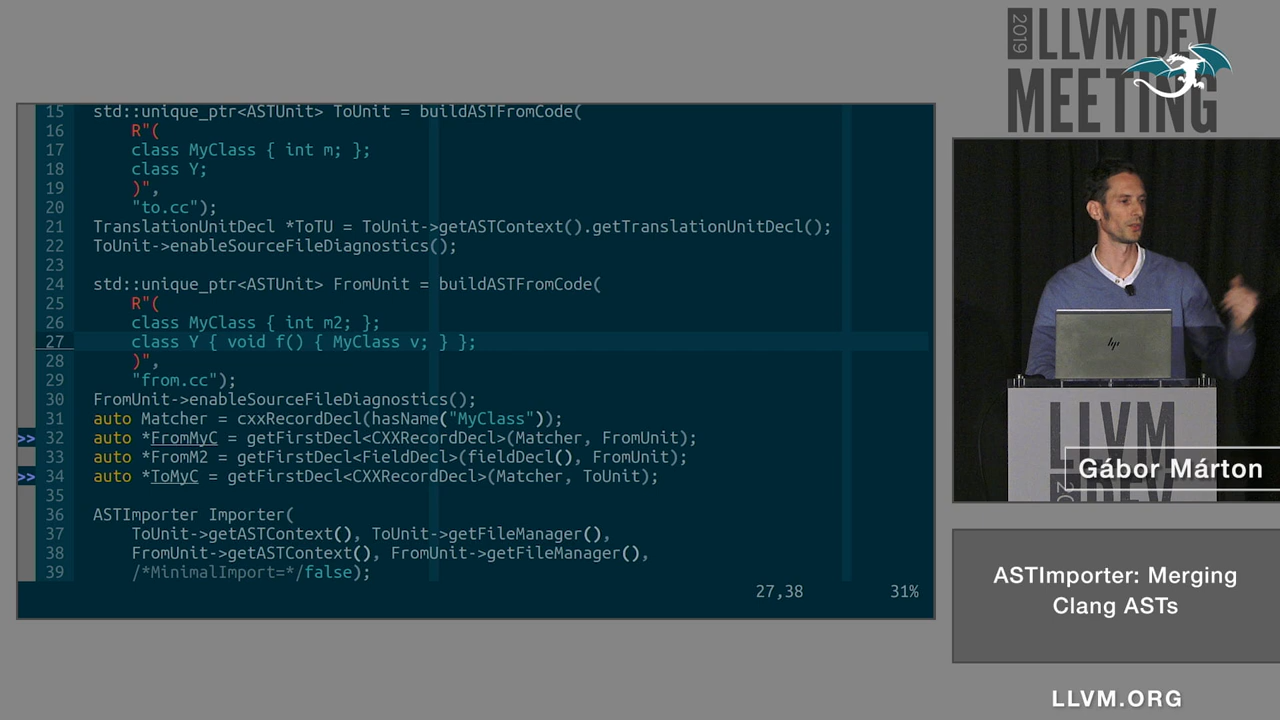 2019 LLVM DEV
MEETING
15 std::unique_ptr<ASTUnit> ToUnit = buildASTFromCode(
16 R"(
17 class MyClass { int m; };
18 class Y;
19 )",
20 "to.cc");
21 TranslationUnitDecl *ToTU = ToUnit->getASTContext().getTranslationUnitDecl();
22 ToUnit->enableSourceFileDiagnostics();
23
24 std::unique_ptr<ASTUnit> FromUnit = buildASTFromCode(
25 R"(
26 class MyClass { int m2; };
27 class Y { void f() { MyClass v; } };
28 )",
29 "from.cc");
30 FromUnit->enableSourceFileDiagnostics();
31 auto Matcher = cxxRecordDecl(hasName("MyClass"));
>> 32 auto *FromMyC = getFirstDecl<CXXRecordDecl>(Matcher, FromUnit);
33 auto *FromM2 = getFirstDecl<FieldDecl>(fieldDecl(), FromUnit);
>> 34 auto *ToMyC = getFirstDecl<CXXRecordDecl>(Matcher, ToUnit);
35
36 ASTImporter Importer(
37 ToUnit->getASTContext(), ToUnit->getFileManager(),
38 FromUnit->getASTContext(), FromUnit->getFileManager(),
39 /*MinimalImport=*/false);
27,38 31%
hp
LLVM
Gábor Márton
ASTImporter: Merging
Clang ASTs
LLVM.ORG